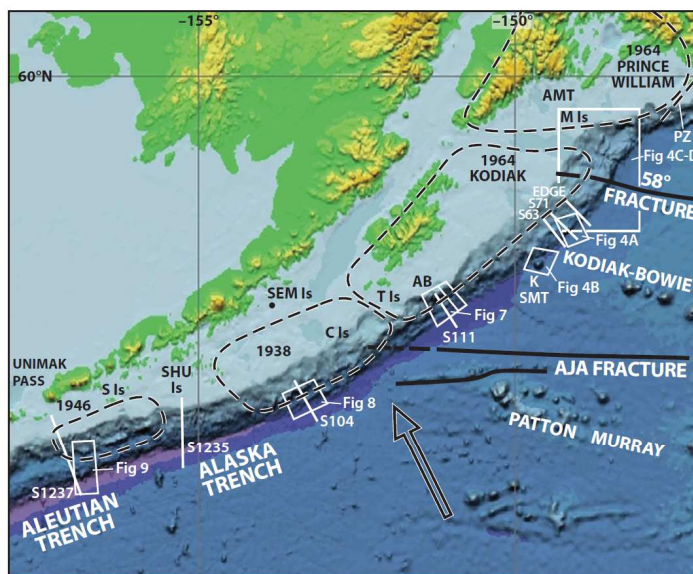 –155°
–150°
60°N
1964
PRINCE
WILLIAM
AMT
M Is
PZ
Fig 4C-D
1964
KODIAK
58°
EDGE
S71
S63
FRACTURE
Fig 4A
KODIAK-BOWIE
K
SMT
Fig 4B
AB
SEM Is
T Is
Fig 7
S111
C Is
1938
UNIMAK
PASS
SHU
Is
S Is
1946
AJA FRACTURE
Fig 8
S104
PATTON MURRAY
S1235
ALASKA
TRENCH
Fig 9
S1237
ALEUTIAN
TRENCH